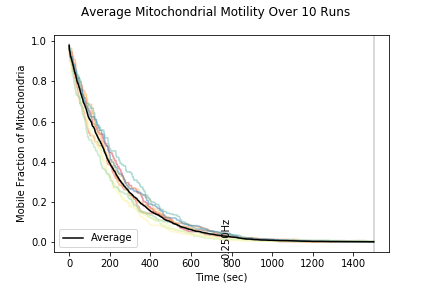 Average Mitochondrial Motility Over 10 Runs
Mobile Fraction of Mitochondria
1.0
0.8
0.6
0.4
0.2
0.0
Average
0.250Hz
0
200
400
600
800
1000
1200
1400
Time (sec)